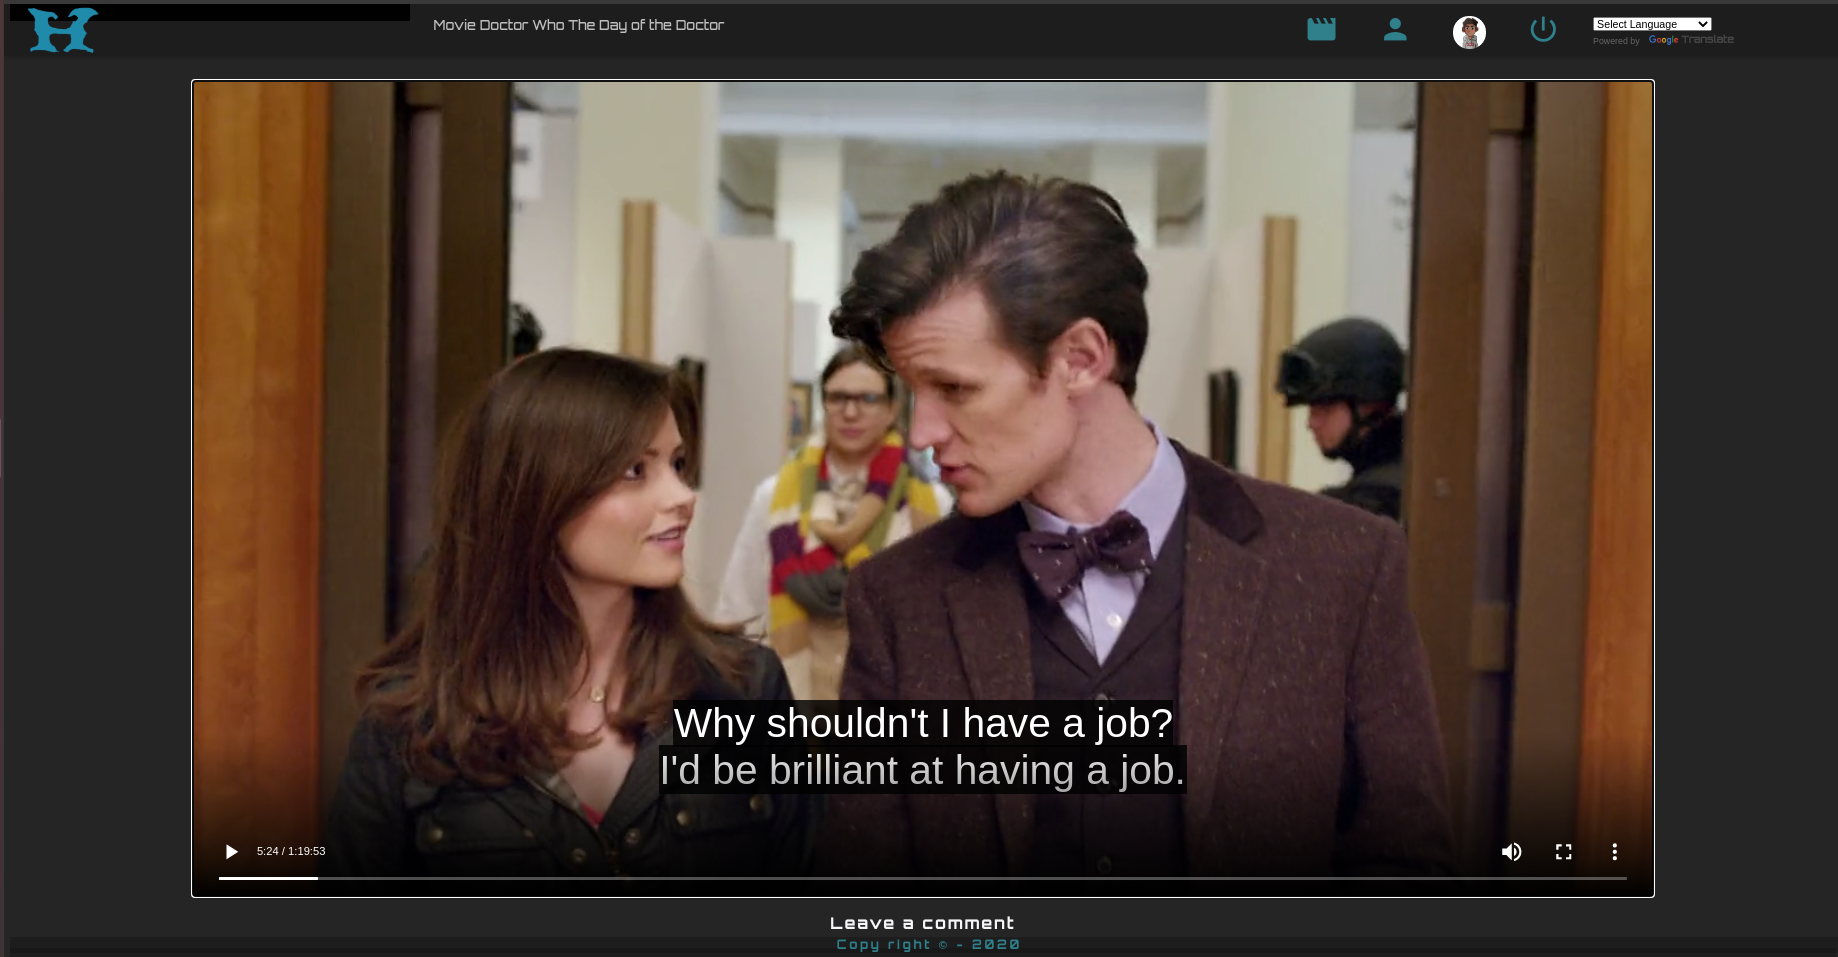 Movie Doctor Who The Day of the Doctor
Select Language
Powered by Google Translate
Why shouldn't I have a job?
I'd be brilliant at having a job.
5:24 / 1:19:53
Leave a comment
Copy right © - 2020